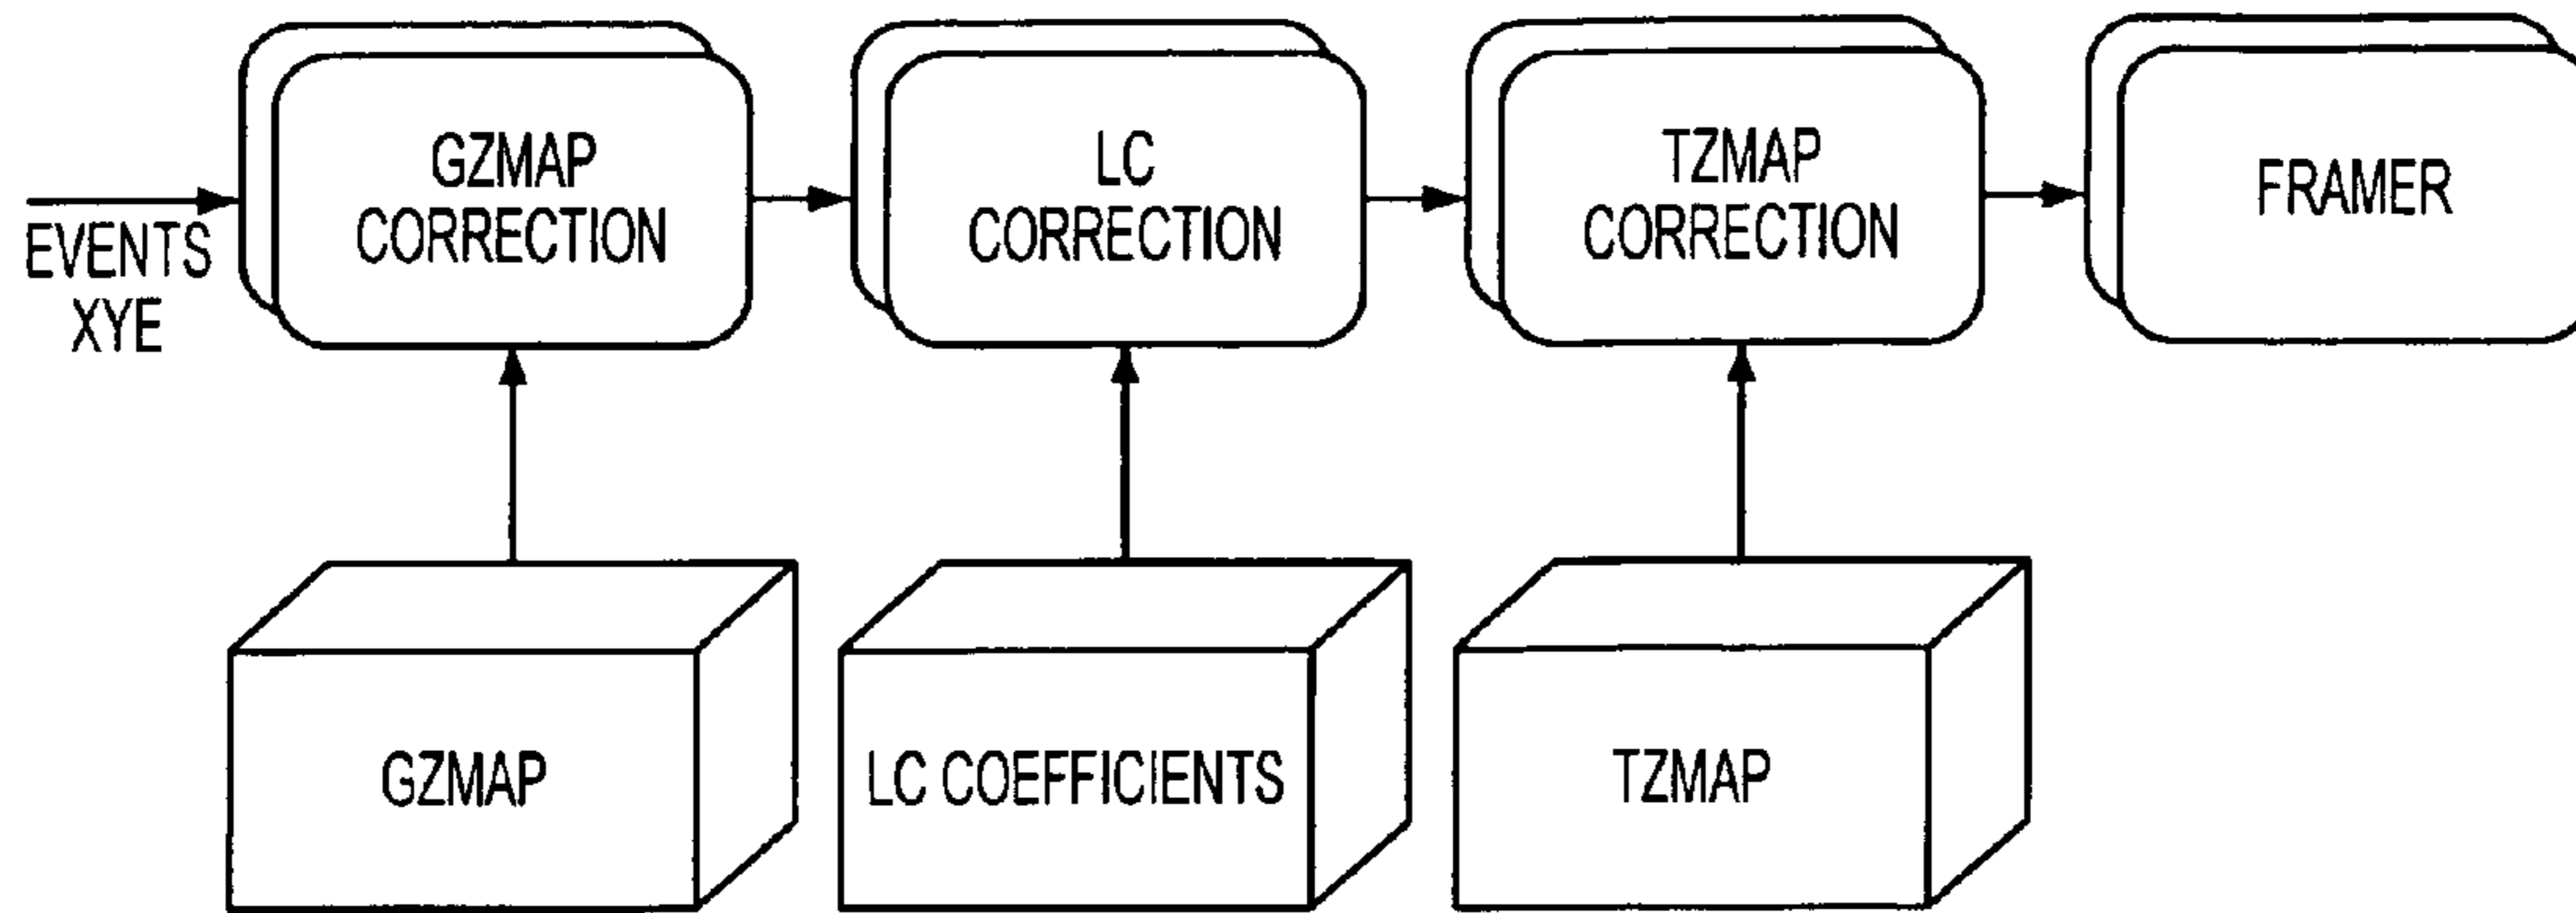 GZMAP
CORRECTION
LC
CORRECTION
TZMAP
CORRECTION
FRAMER
EVENTS
XYE
GZMAP
LC COEFFICIENTS
TZMAP